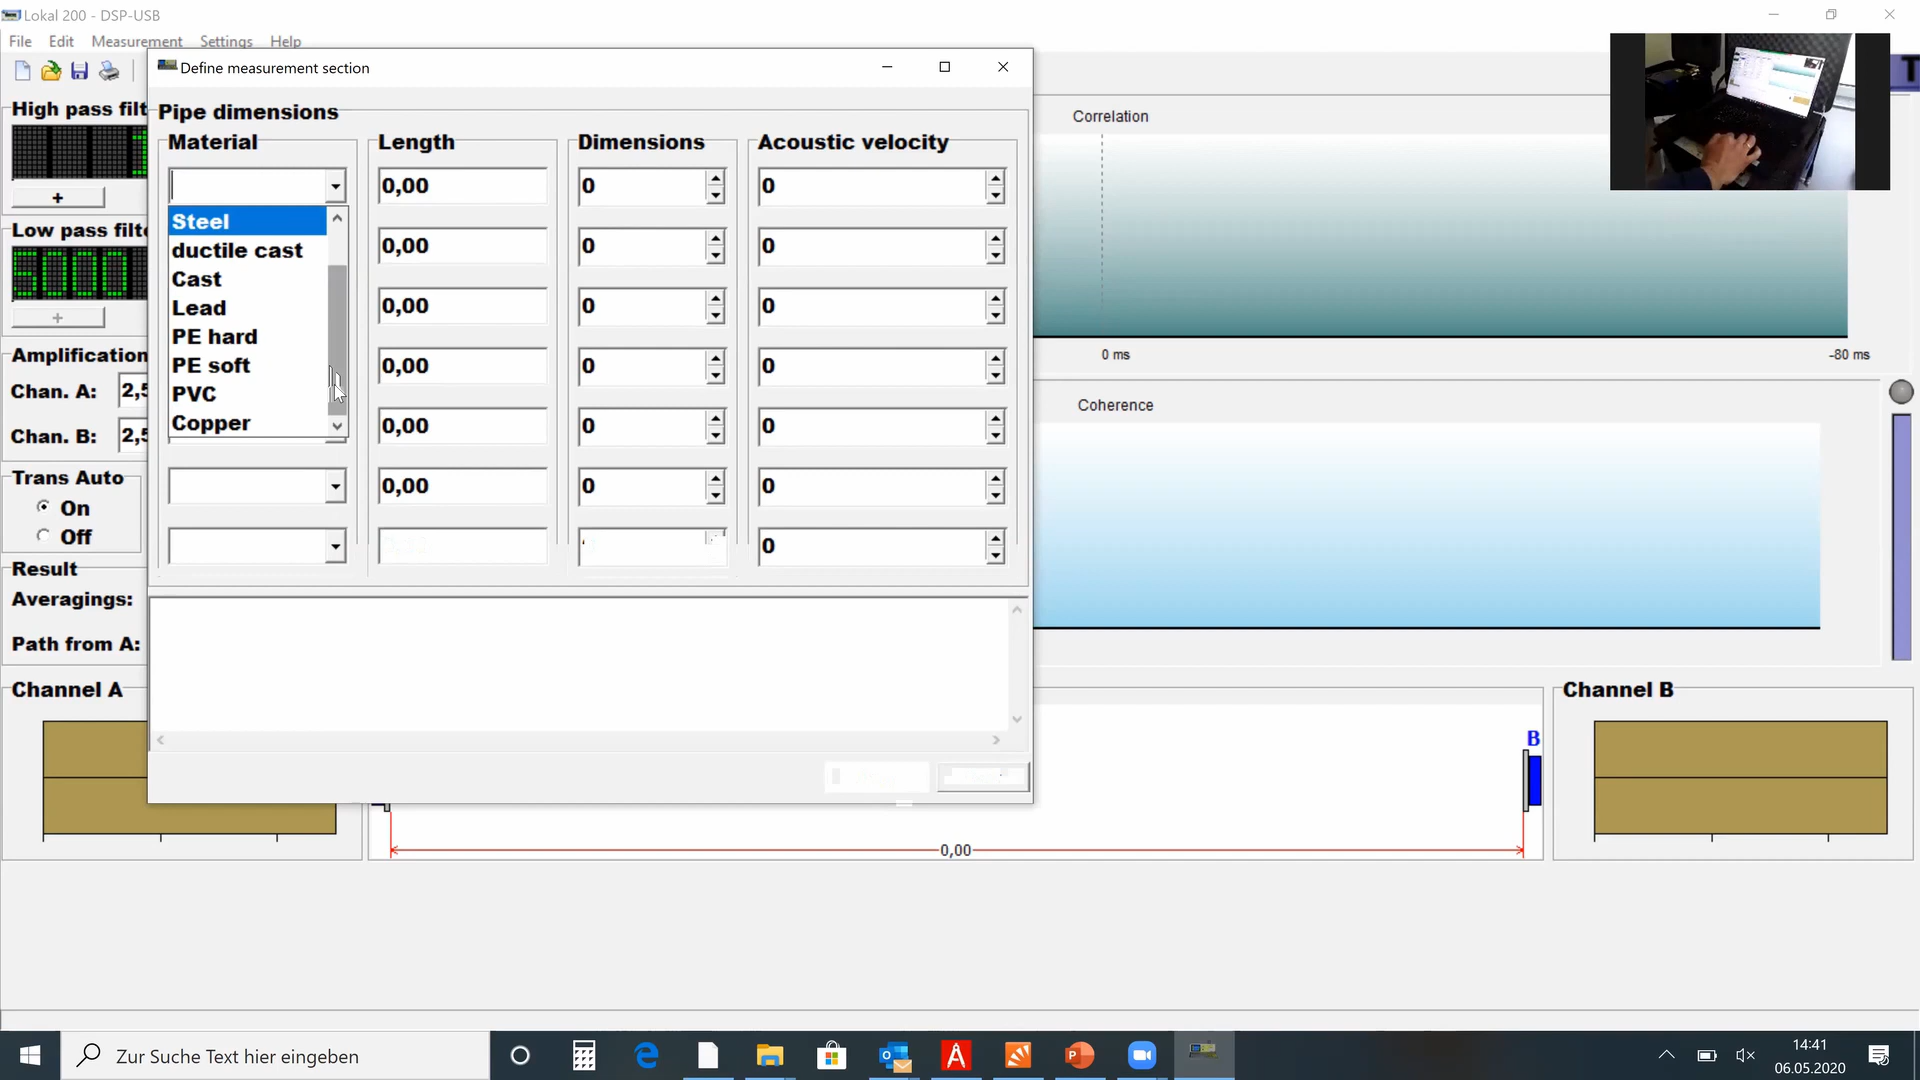 Lokal 200 - DSP-USB
File Edit Measurement Settings Help
Define measurement section
Pipe dimensions
Material Length Dimensions Acoustic velocity
0,00 0 0
Steel
ductile cast
Cast
Lead
PE hard
PE soft
PVC
Copper
0,00 0 0
0,00 0 0
0,00 0 0
0,00 0 0
0,00 0 0
0
High pass filt
+
Low pass filt
5000
+
Amplification
Chan. A: 2,5
Chan. B: 2,5
Trans Auto
On
Off
Result
Averagings:
Path from A:
Correlation
0 ms -80 ms
Coherence
Channel A
B
0,00
Channel B
Zur Suche Text hier eingeben
14:41
06.05.2020